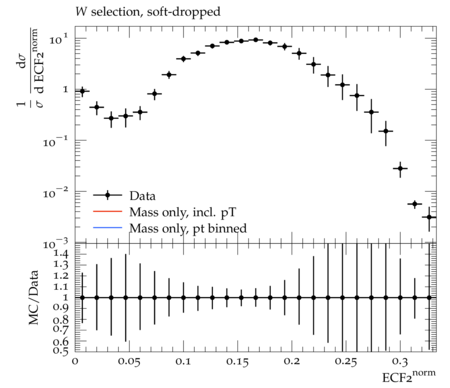 W selection, soft-dropped
1/σ dσ/d ECF2^norm
10^1
1
10^−1
10^−2
10^−3
Data
Mass only, incl. pT
Mass only, pt binned
MC/Data
1.4
1.3
1.2
1.1
1
0.9
0.8
0.7
0.6
0.5
0 0.05 0.1 0.15 0.2 0.25 0.3
ECF2^norm